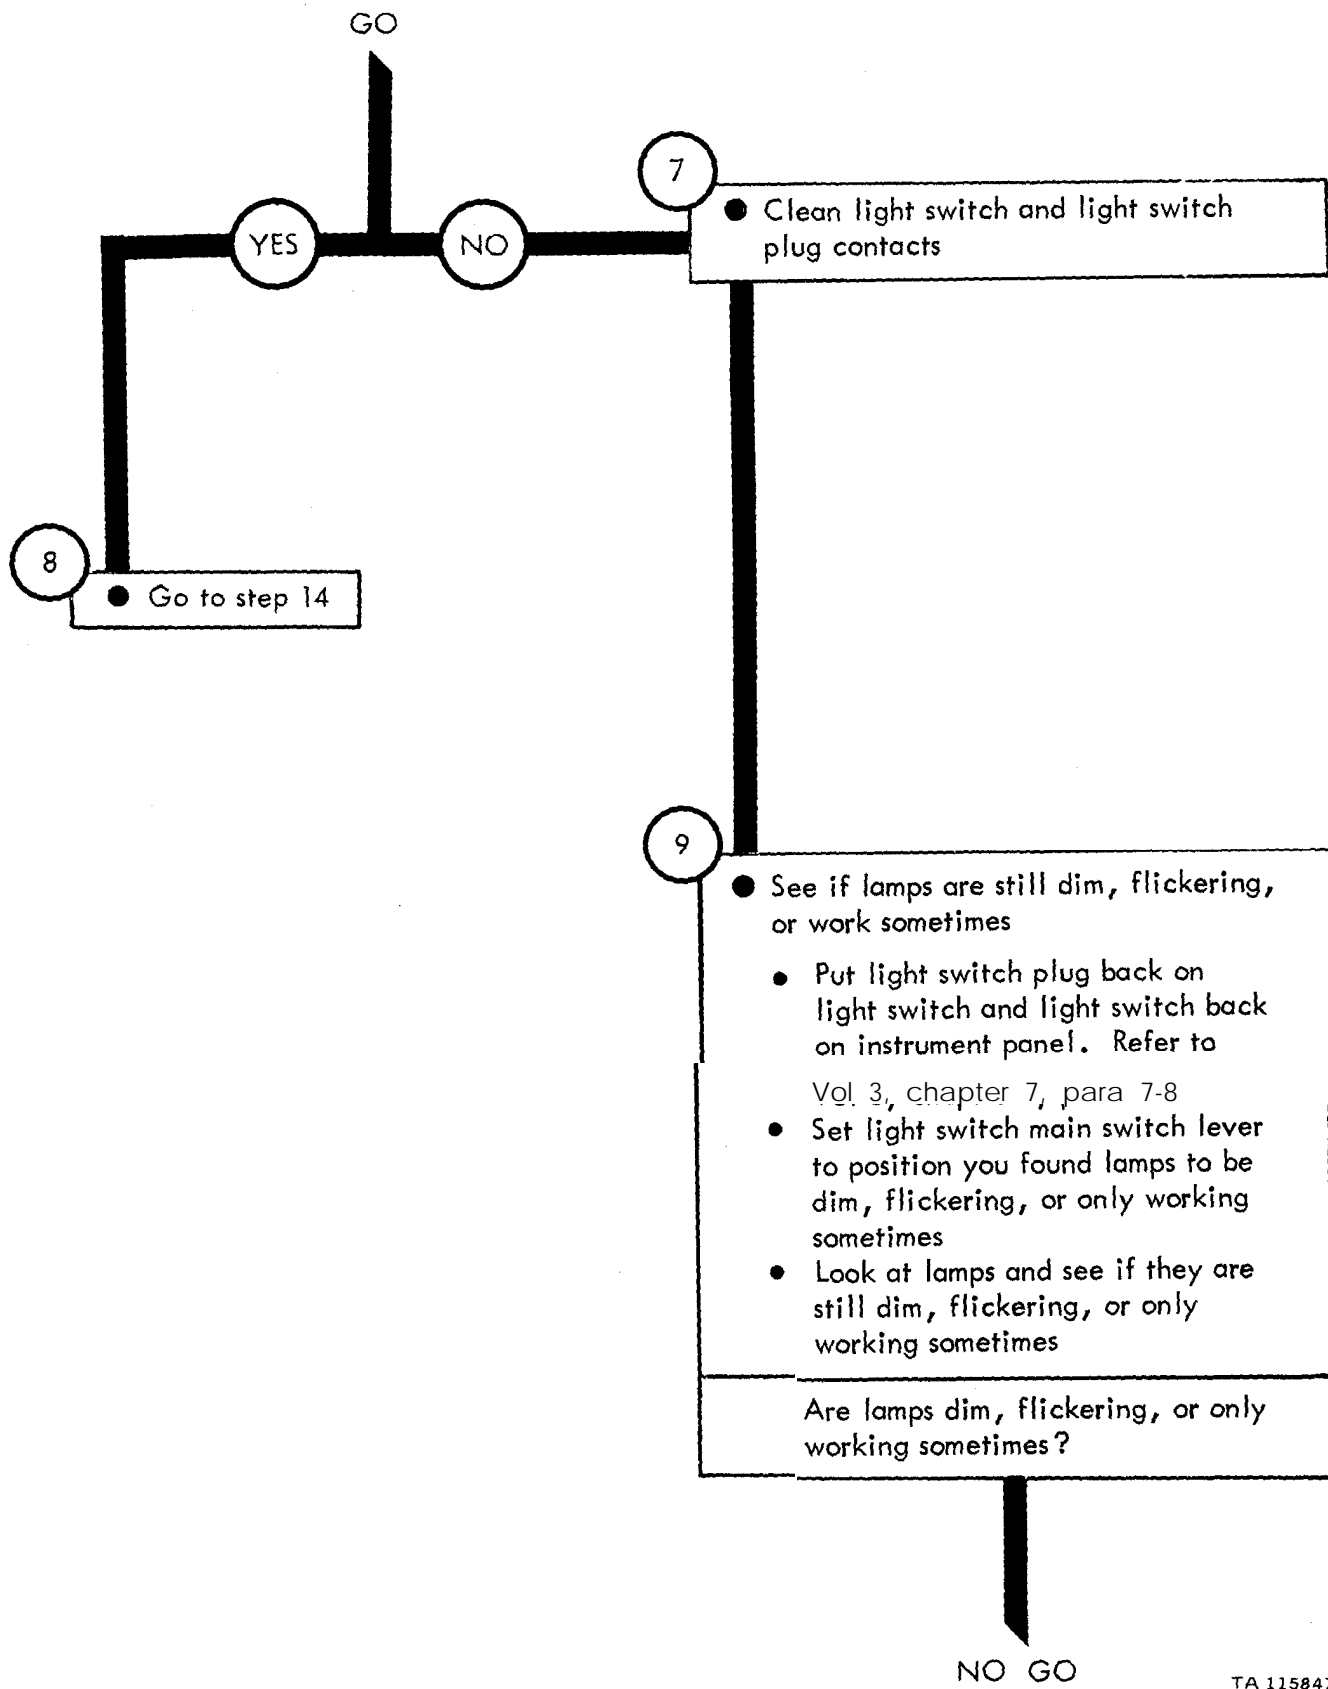 GO
YES
NO
7
● Clean light switch and light switch
plug contacts
8
● Go to step 14
9
● See if lamps are still dim, flickering,
or work sometimes
● Put light switch plug back on
light switch and light switch back
on instrument panel. Refer to
Vol 3, chapter 7, para 7-8
● Set light switch main switch lever
to position you found lamps to be
dim, flickering, or only working
sometimes
● Look at lamps and see if they are
still dim, flickering, or only
working sometimes
Are lamps dim, flickering, or only
working sometimes?
NO GO
TA 115847